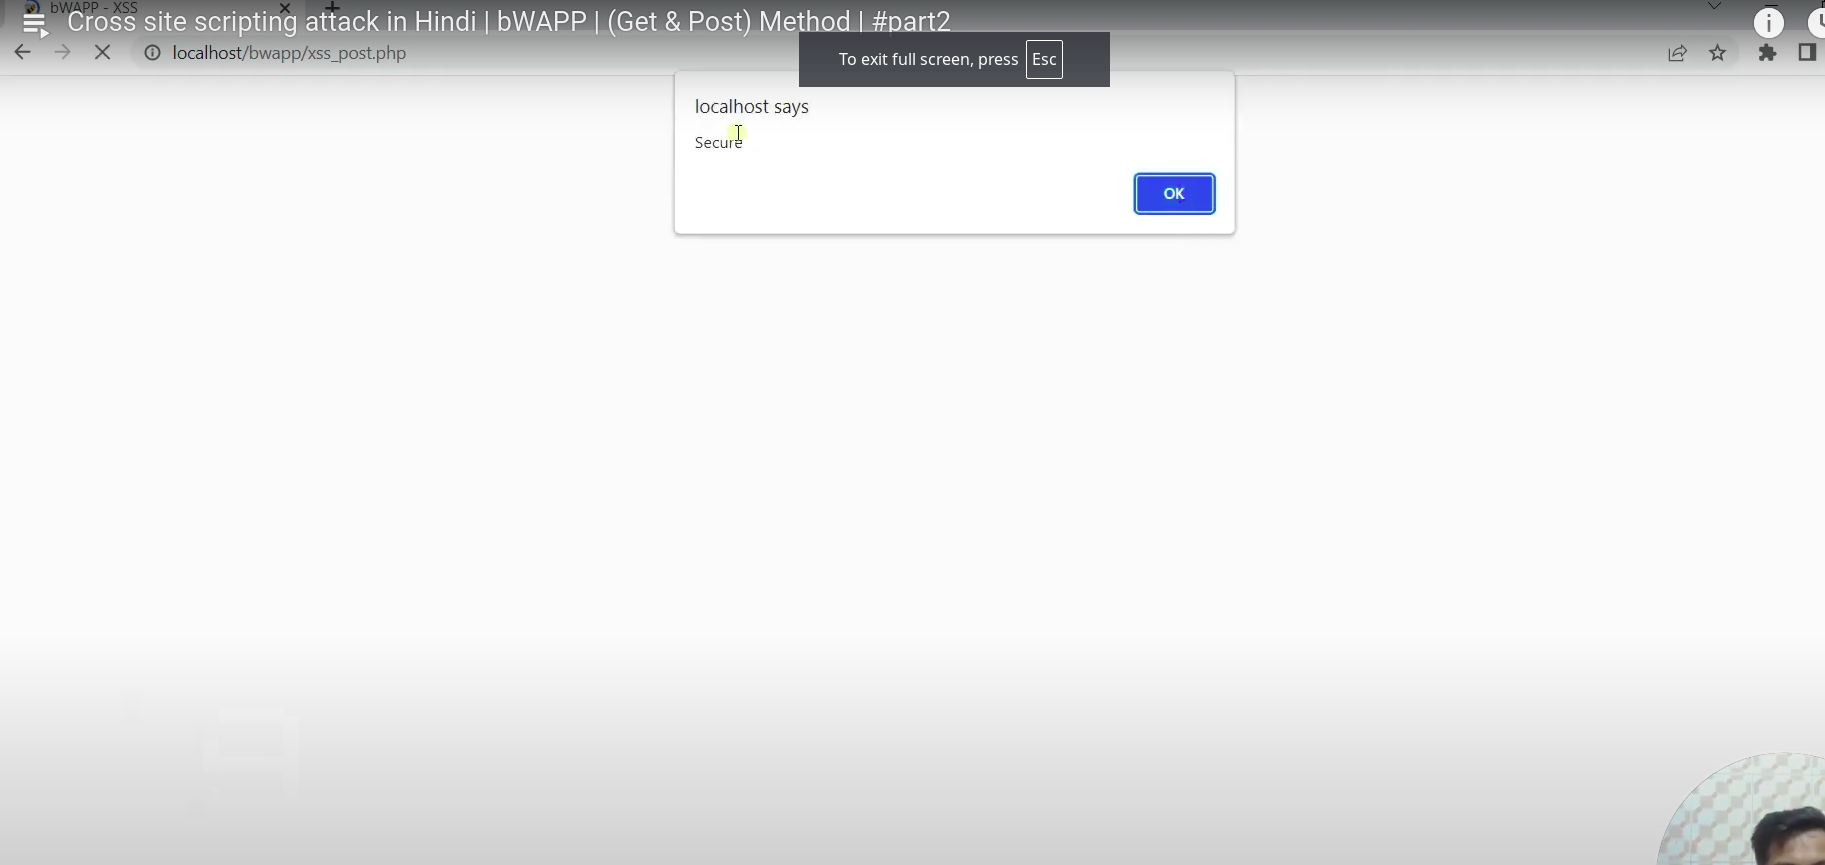 bWAPP - XSS
Cross site scripting attack in Hindi | bWAPP | (Get & Post) Method | #part2
localhost/bwapp/xss_post.php
To exit full screen, press Esc
localhost says
Secure
OK